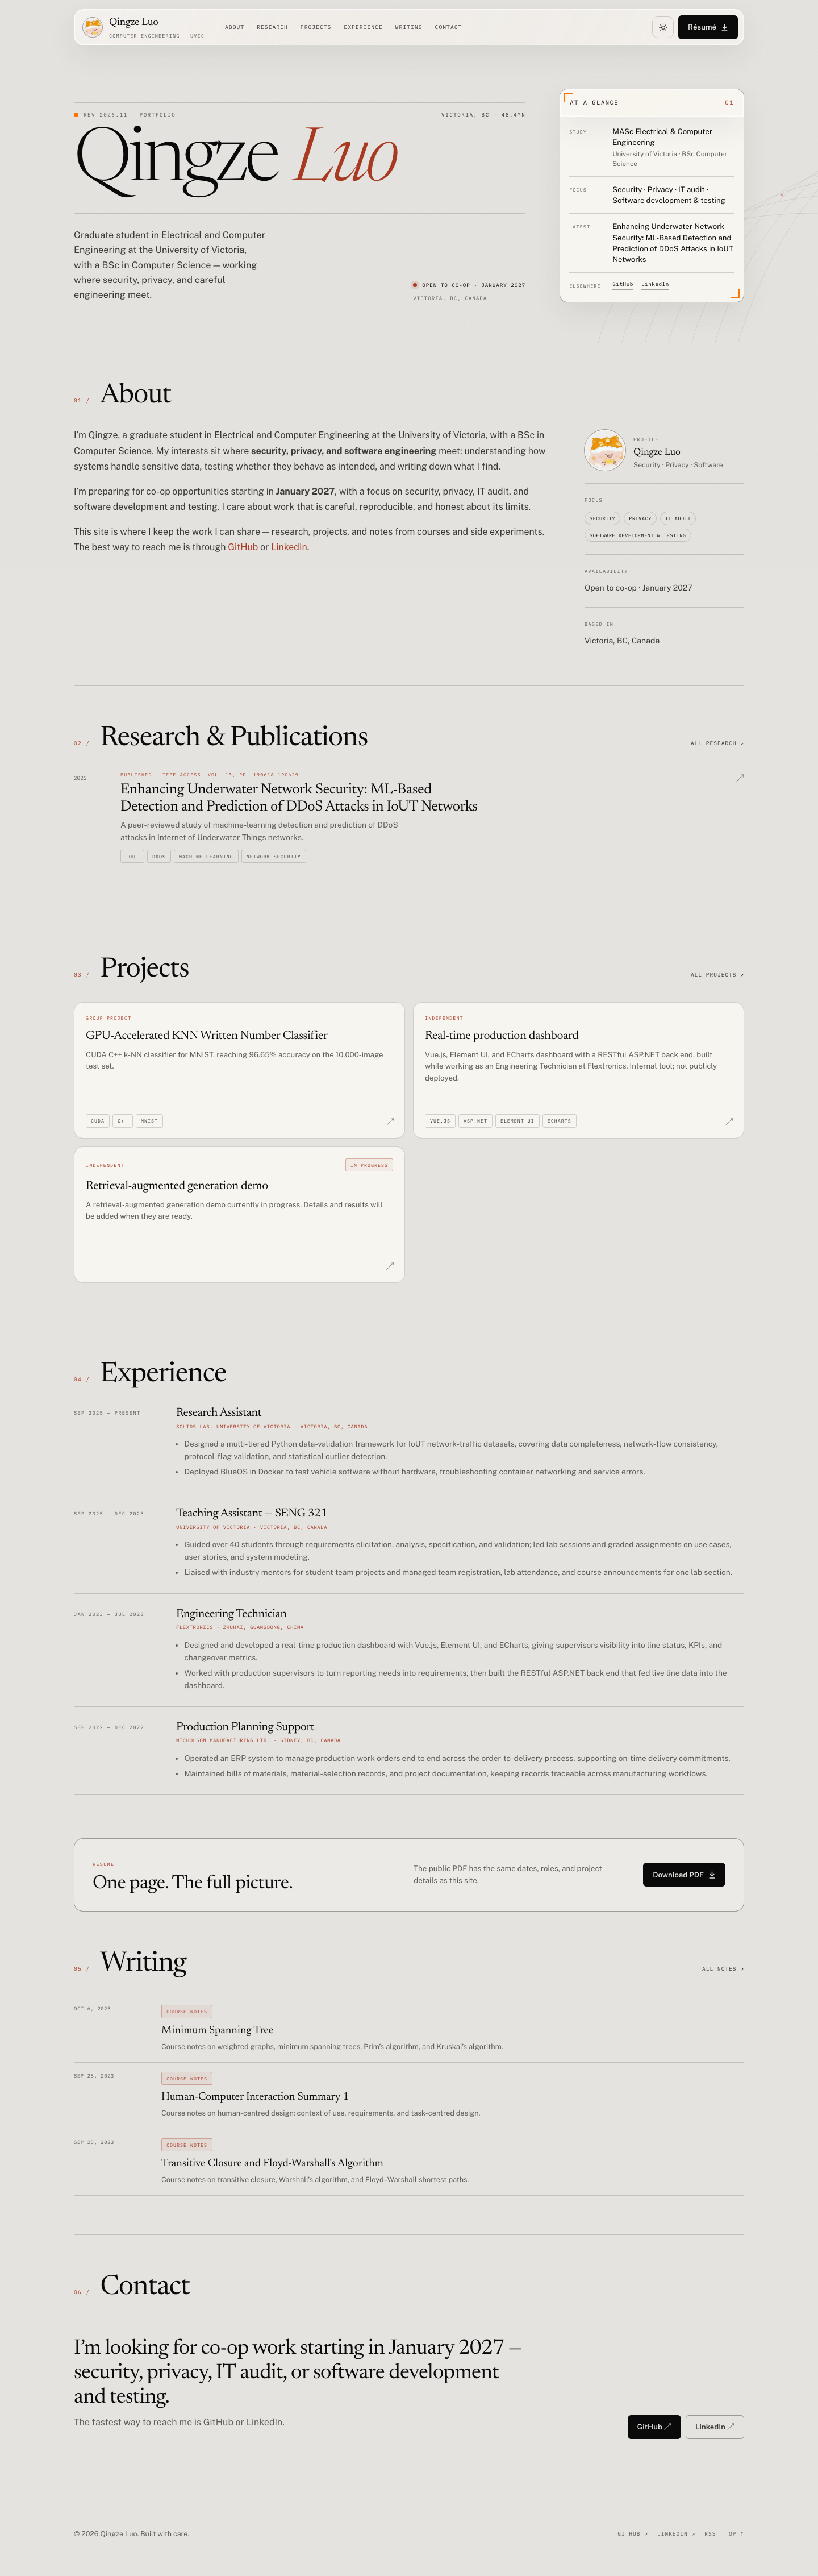 Qingze Luo
COMPUTER ENGINEERING · UVIC
ABOUT RESEARCH PROJECTS EXPERIENCE WRITING CONTACT
Résumé
REV 2026.11 · PORTFOLIO
VICTORIA, BC · 48.4°N
Qingze Luo
Graduate student in Electrical and Computer
Engineering at the University of Victoria,
with a BSc in Computer Science — working
where security, privacy, and careful
engineering meet.
OPEN TO CO-OP · JANUARY 2027
VICTORIA, BC, CANADA
AT A GLANCE 01
STUDY
MASc Electrical & Computer
Engineering
University of Victoria · BSc Computer
Science
FOCUS
Security · Privacy · IT audit ·
Software development & testing
LATEST
Enhancing Underwater Network
Security: ML-Based Detection and
Prediction of DDoS Attacks in IoUT
Networks
ELSEWHERE
GitHub LinkedIn
01 / About
I'm Qingze, a graduate student in Electrical and Computer Engineering at the University of Victoria, with a BSc in
Computer Science. My interests sit where security, privacy, and software engineering meet: understanding how
systems handle sensitive data, testing whether they behave as intended, and writing down what I find.
I'm preparing for co-op opportunities starting in January 2027, with a focus on security, privacy, IT audit, and
software development and testing. I care about work that is careful, reproducible, and honest about its limits.
This site is where I keep the work I can share — research, projects, and notes from courses and side experiments.
The best way to reach me is through GitHub or LinkedIn.
PROFILE
Qingze Luo
Security · Privacy · Software
FOCUS
SECURITY PRIVACY IT AUDIT
SOFTWARE DEVELOPMENT & TESTING
AVAILABILITY
Open to co-op · January 2027
BASED IN
Victoria, BC, Canada
02 / Research & Publications
ALL RESEARCH ↗
2025
PUBLISHED · IEEE ACCESS, VOL. 13, PP. 190618–190629
Enhancing Underwater Network Security: ML-Based
Detection and Prediction of DDoS Attacks in IoUT Networks
A peer-reviewed study of machine-learning detection and prediction of DDoS
attacks in Internet of Underwater Things networks.
IOUT DDOS MACHINE LEARNING NETWORK SECURITY
03 / Projects
ALL PROJECTS ↗
GROUP PROJECT
GPU-Accelerated KNN Written Number Classifier
CUDA C++ k-NN classifier for MNIST, reaching 96.65% accuracy on the 10,000-image
test set.
CUDA C++ MNIST
INDEPENDENT
Real-time production dashboard
Vue.js, Element UI, and ECharts dashboard with a RESTful ASP.NET back end, built
while working as an Engineering Technician at Flextronics. Internal tool; not publicly
deployed.
VUE.JS ASP.NET ELEMENT UI ECHARTS
INDEPENDENT
IN PROGRESS
Retrieval-augmented generation demo
A retrieval-augmented generation demo currently in progress. Details and results will
be added when they are ready.
04 / Experience
SEP 2025 — PRESENT
Research Assistant
SOLIDS LAB, UNIVERSITY OF VICTORIA · VICTORIA, BC, CANADA
• Designed a multi-tiered Python data-validation framework for IoUT network-traffic datasets, covering data completeness, network-flow consistency,
protocol-flag validation, and statistical outlier detection.
• Deployed BlueOS in Docker to test vehicle software without hardware, troubleshooting container networking and service errors.
SEP 2025 — DEC 2025
Teaching Assistant — SENG 321
UNIVERSITY OF VICTORIA · VICTORIA, BC, CANADA
• Guided over 40 students through requirements elicitation, analysis, specification, and validation; led lab sessions and graded assignments on use cases,
user stories, and system modeling.
• Liaised with industry mentors for student team projects and managed team registration, lab attendance, and course announcements for one lab section.
JAN 2023 — JUL 2023
Engineering Technician
FLEXTRONICS · ZHUHAI, GUANGDONG, CHINA
• Designed and developed a real-time production dashboard with Vue.js, Element UI, and ECharts, giving supervisors visibility into line status, KPIs, and
changeover metrics.
• Worked with production supervisors to turn reporting needs into requirements, then built the RESTful ASP.NET back end that fed live line data into the
dashboard.
SEP 2022 — DEC 2022
Production Planning Support
NICHOLSON MANUFACTURING LTD. · SIDNEY, BC, CANADA
• Operated an ERP system to manage production work orders end to end across the order-to-delivery process, supporting on-time delivery commitments.
• Maintained bills of materials, material-selection records, and project documentation, keeping records traceable across manufacturing workflows.
RÉSUMÉ
One page. The full picture.
The public PDF has the same dates, roles, and project
details as this site.
Download PDF
05 / Writing
ALL NOTES ↗
OCT 6, 2023
COURSE NOTES
Minimum Spanning Tree
Course notes on weighted graphs, minimum spanning trees, Prim's algorithm, and Kruskal's algorithm.
SEP 28, 2023
COURSE NOTES
Human-Computer Interaction Summary 1
Course notes on human-centred design: context of use, requirements, and task-centred design.
SEP 25, 2023
COURSE NOTES
Transitive Closure and Floyd-Warshall's Algorithm
Course notes on transitive closure, Warshall's algorithm, and Floyd–Warshall shortest paths.
06 / Contact
I'm looking for co-op work starting in January 2027 —
security, privacy, IT audit, or software development
and testing.
The fastest way to reach me is GitHub or LinkedIn.
GitHub ↗ LinkedIn ↗
© 2026 Qingze Luo. Built with care.
GITHUB ↗ LINKEDIN ↗ RSS TOP ↑